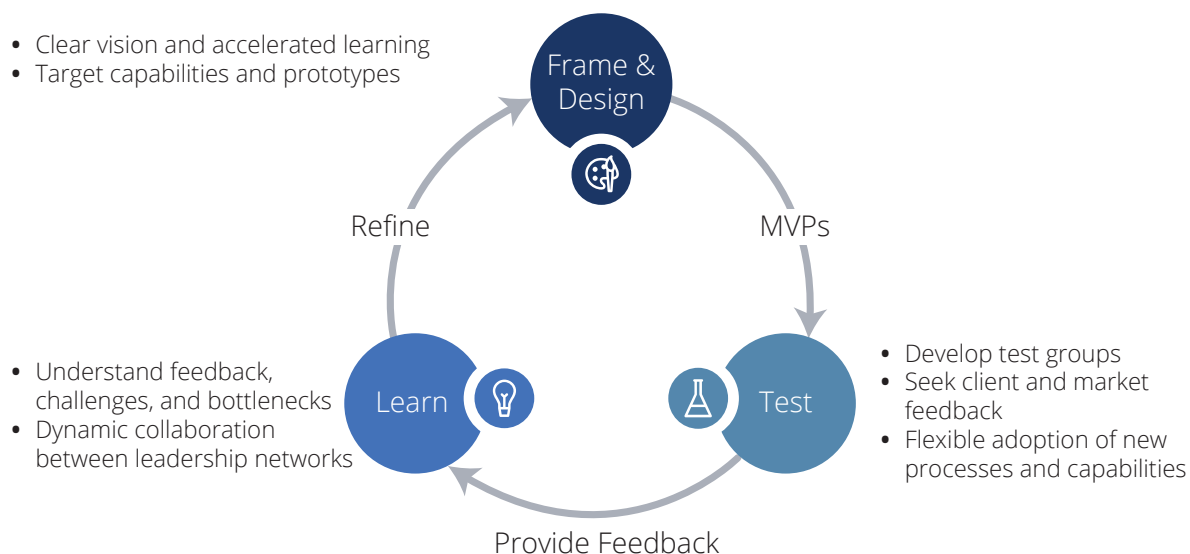 • Clear vision and accelerated learning
• Target capabilities and prototypes
Frame &
Design
Refine
MVPs
• Understand feedback,
challenges, and bottlenecks
• Dynamic collaboration
between leadership networks
Learn
Test
• Develop test groups
• Seek client and market
feedback
• Flexible adoption of new
processes and capabilities
Provide Feedback